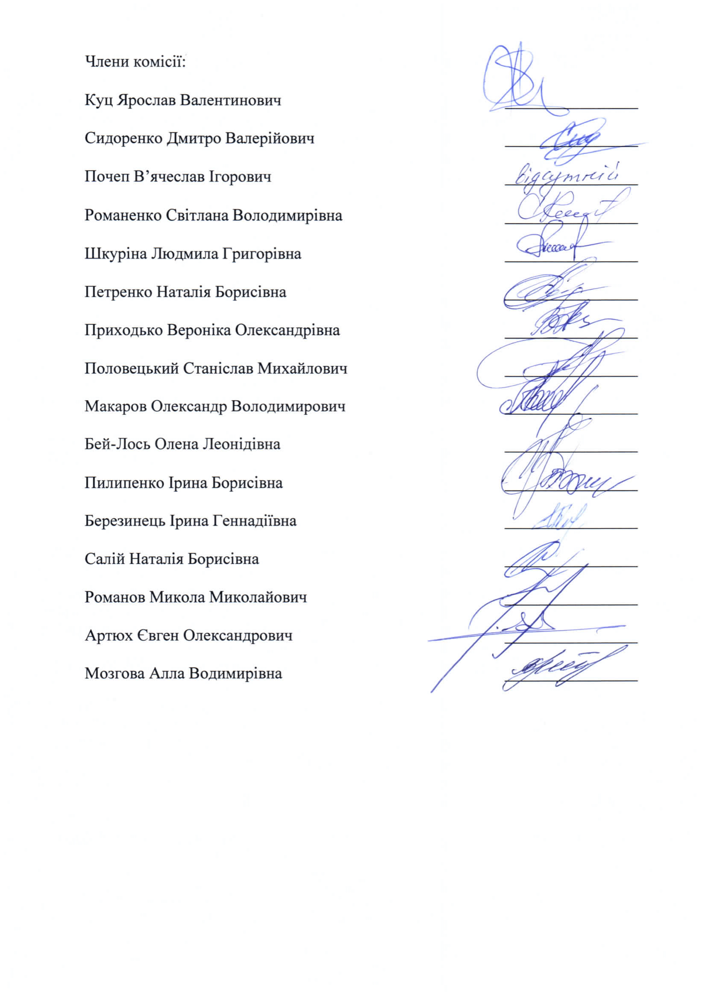 Члени комісії:
Куц Ярослав Валентинович
Сидоренко Дмитро Валерійович
Почеп В’ячеслав Ігорович відсутній
Романенко Світлана Володимирівна
Шкуріна Людмила Григорівна
Петренко Наталія Борисівна
Приходько Вероніка Олександрівна
Половецький Станіслав Михайлович
Макаров Олександр Володимирович
Бей-Лось Олена Леонідівна
Пилипенко Ірина Борисівна
Березинець Ірина Геннадіївна
Салій Наталія Борисівна
Романов Микола Миколайович
Артюх Євген Олександрович
Мозгова Алла Водимирівна